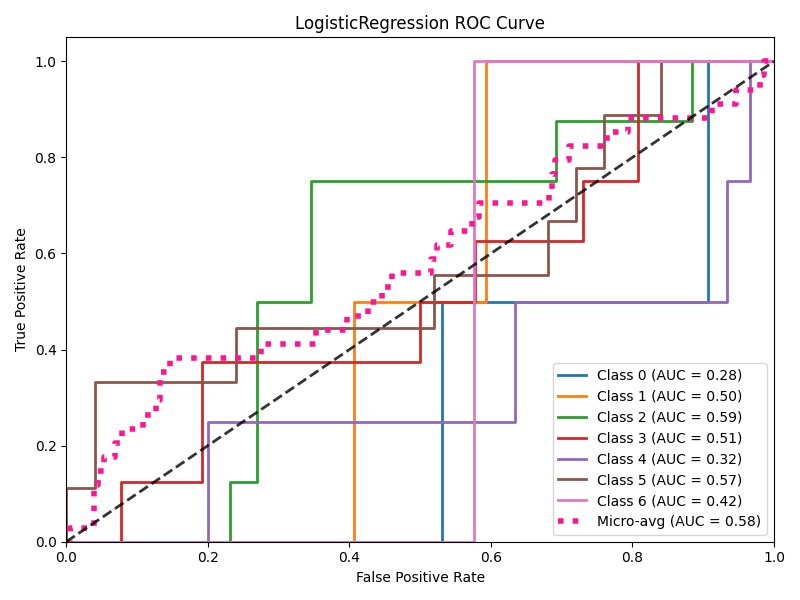 LogisticRegression ROC Curve
True Positive Rate
1.0
0.8
0.6
0.4
0.2
0.0
0.0 0.2 0.4 0.6 0.8 1.0
False Positive Rate
Class 0 (AUC = 0.28)
Class 1 (AUC = 0.50)
Class 2 (AUC = 0.59)
Class 3 (AUC = 0.51)
Class 4 (AUC = 0.32)
Class 5 (AUC = 0.57)
Class 6 (AUC = 0.42)
Micro-avg (AUC = 0.58)